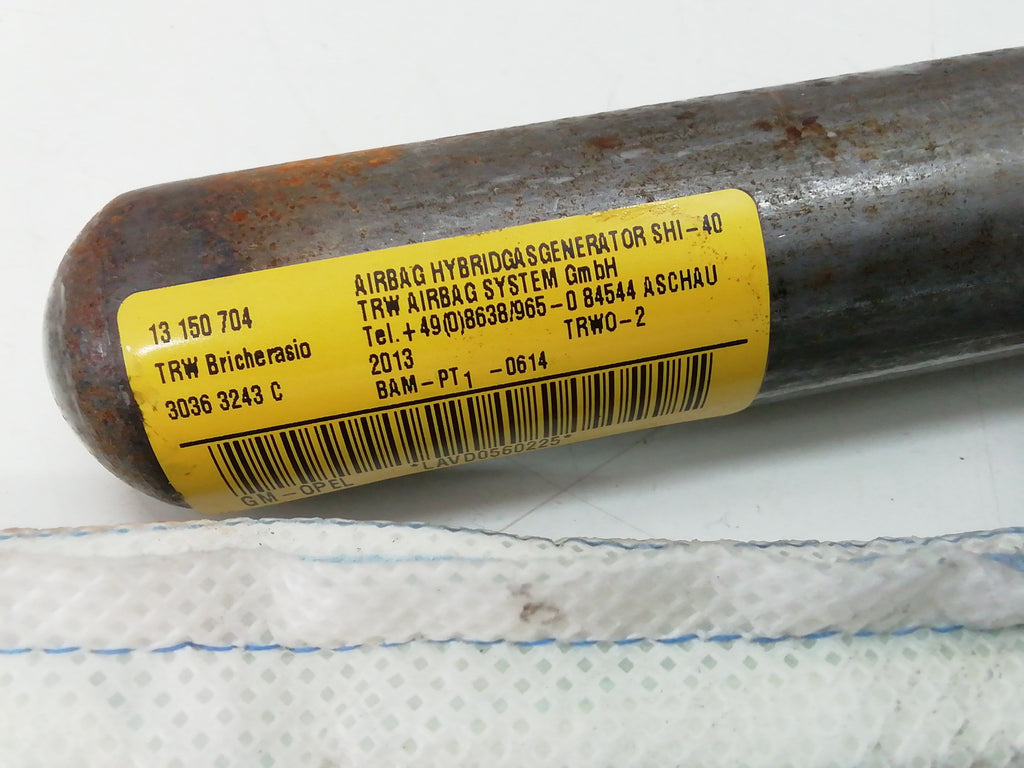 13 150 704
TRW Bricherasio
3036 3243 C
AIRBAG HYBRIDGASGENERATOR SHI-40
TRW AIRBAG SYSTEM GmbH
Tel.+49(0)8638/965-0 84544 ASCHAU
2013 TRWO-2
BAM-PT1 -0614
*LAVD0560225*
GM-OPEL